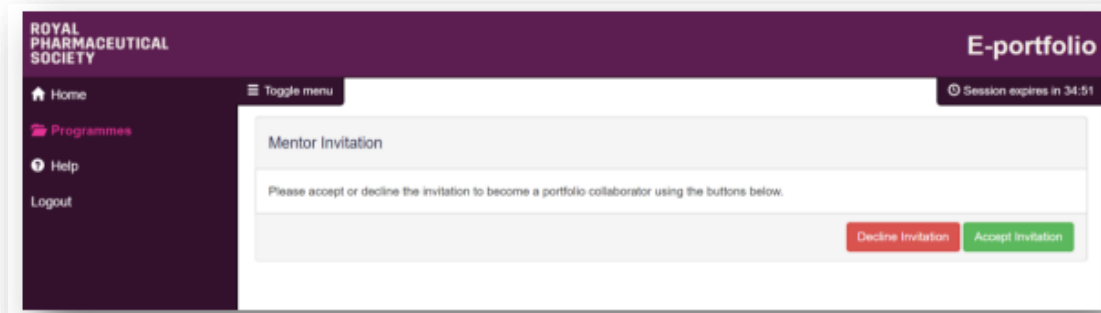 ROYAL
PHARMACEUTICAL
SOCIETY
E-portfolio
Home
Toggle menu
Session expires in 34:51
Programmes
Mentor Invitation
Help
Please accept or decline the invitation to become a portfolio collaborator using the buttons below.
Logout
Decline Invitation
Accept Invitation